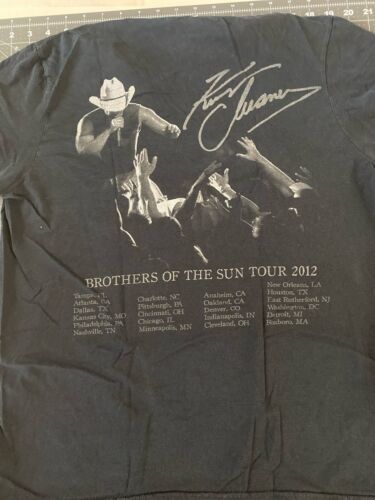 Kenny Chesney
BROTHERS OF THE SUN TOUR 2012
Tampa, FL
Atlanta, GA
Dallas, TX
Kansas City, MO
Philadelphia, PA
Nashville, TN
Charlotte, NC
Pittsburgh, PA
Cincinnati, OH
Chicago, IL
Minneapolis, MN
Anaheim, CA
Oakland, CA
Denver, CO
Indianapolis, IN
Cleveland, OH
New Orleans, LA
Houston, TX
East Rutherford, NJ
Washington, DC
Detroit, MI
Foxboro, MA